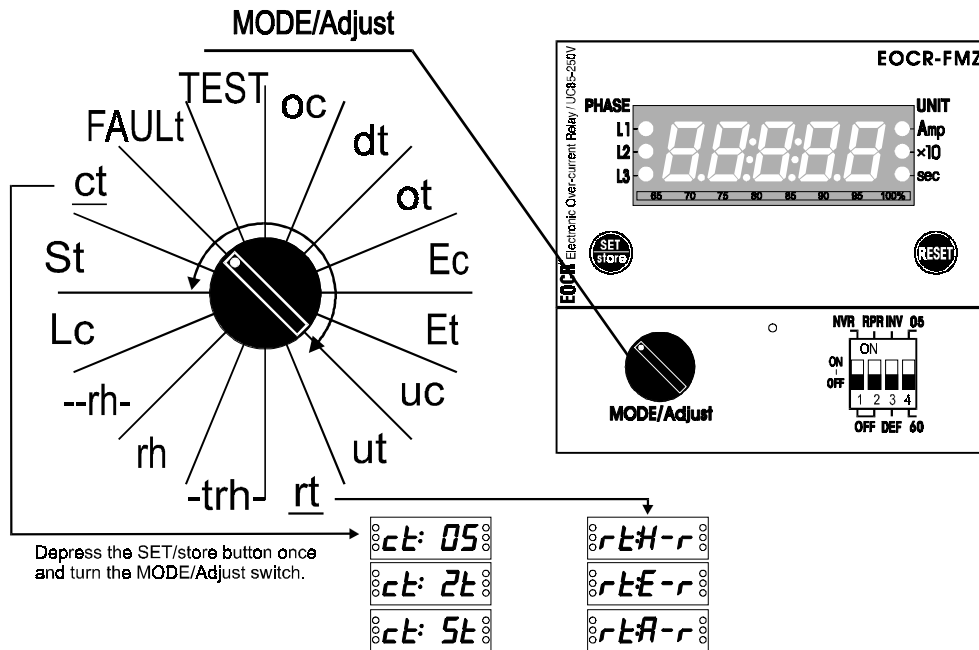 MODE/Adjust
TEST
oc
FAULt
dt
ct
ot
St
Ec
Lc
Et
--rh-
uc
rh
ut
-trh-
rt
Depress the SET/store button once
and turn the MODE/Adjust switch.
ct: 05
ct: 2t
ct: 5t
rt:H-r
rt:E-r
rt:A-r
EOCR Electronic Over-current Relay / UC85-250V
EOCR-FMZ
PHASE
UNIT
L1
L2
L3
88:88:8
Amp
×10
sec
65 70 75 80 85 90 95 100%
SET
store
RESET
NVR RPR INV 05
ON
ON
OFF
1 2 3 4
OFF DEF 60
MODE/Adjust